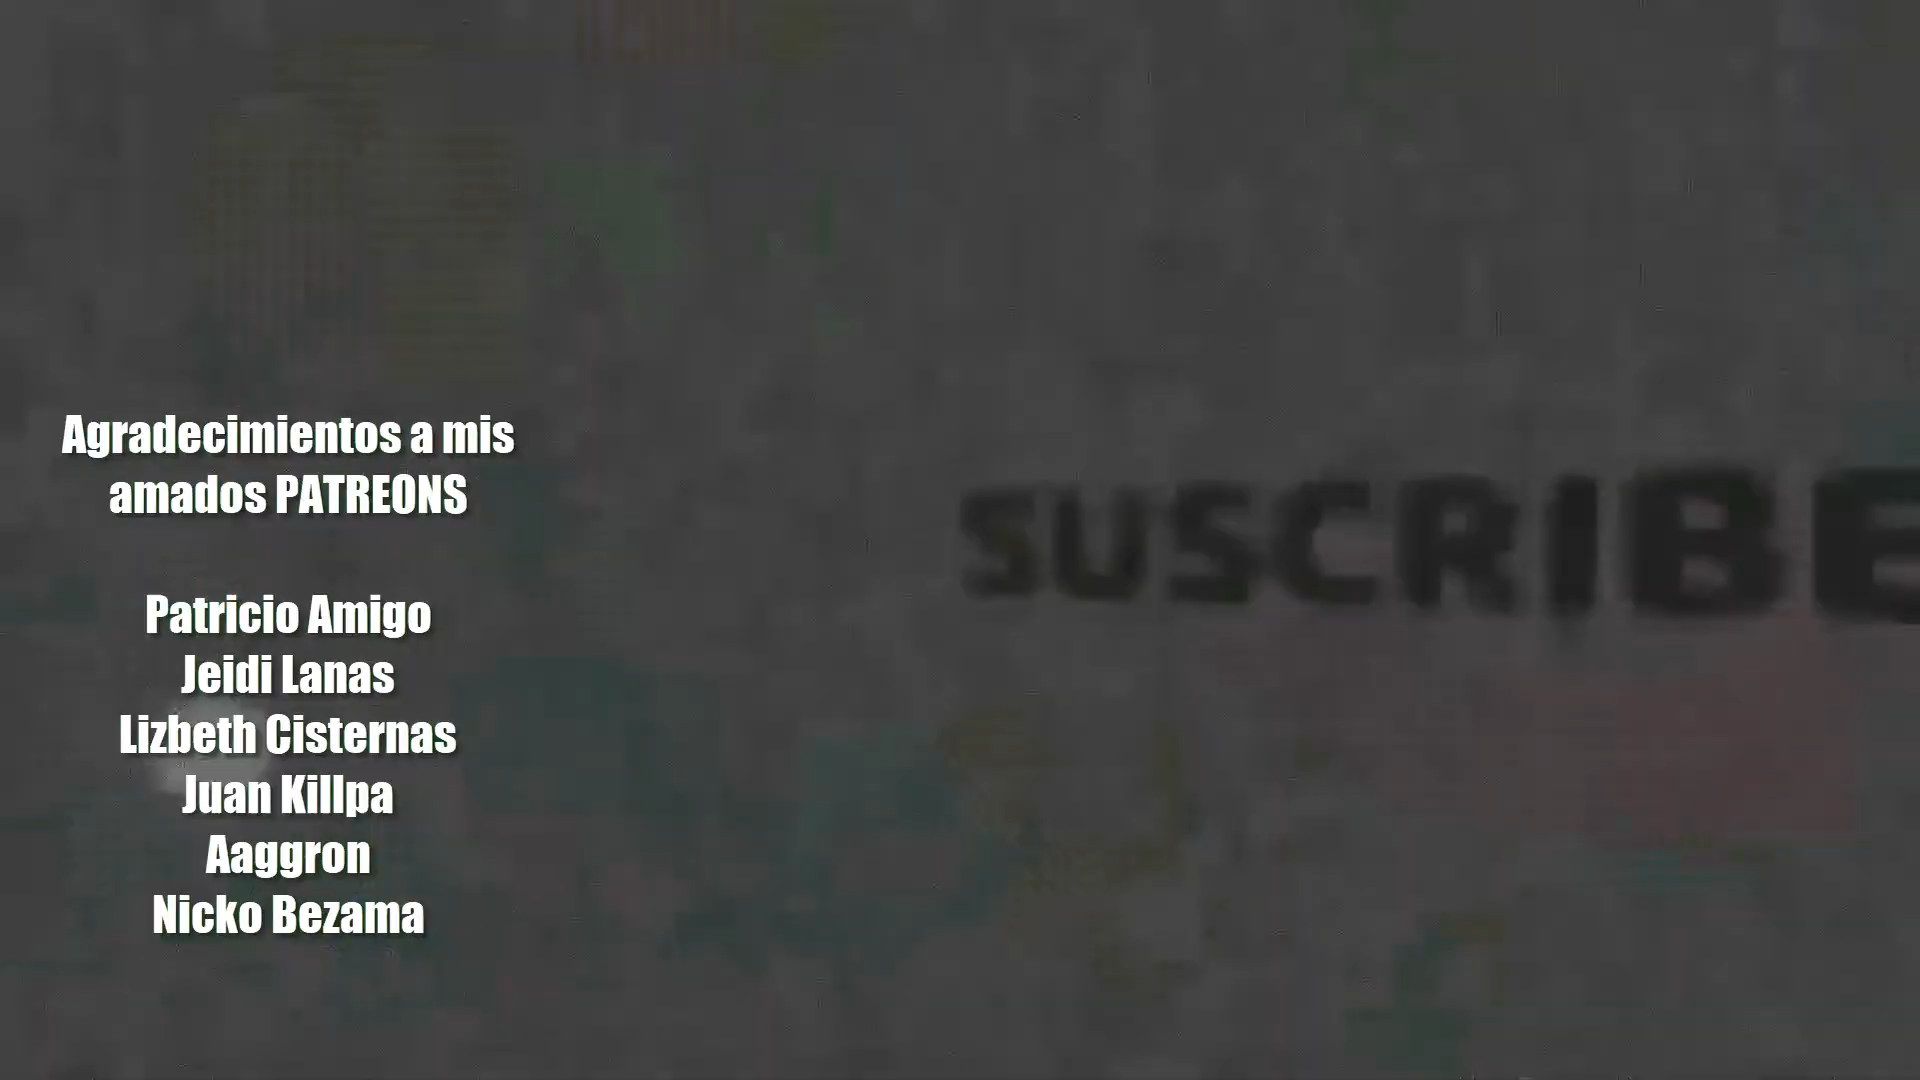 Agradecimientos a mis
amados PATREONS
Patricio Amigo
Jeidi Lanas
Lizbeth Cisternas
Juan Killpa
Aaggron
Nicko Bezama
SUSCRIBE